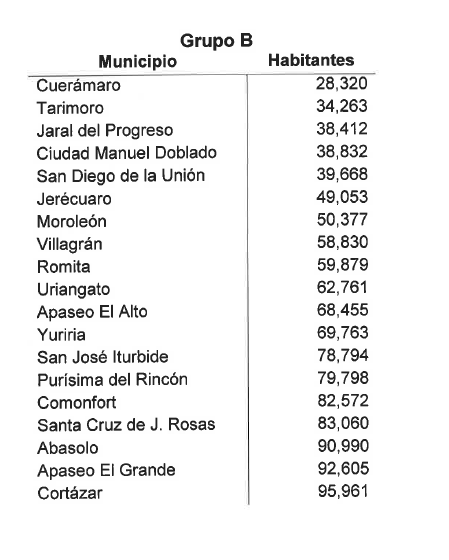 Grupo B
Municipio Habitantes
Cuerámaro 28,320
Tarimoro 34,263
Jaral del Progreso 38,412
Ciudad Manuel Doblado 38,832
San Diego de la Unión 39,668
Jerécuaro 49,053
Moroleón 50,377
Villagrán 58,830
Romita 59,879
Uriangato 62,761
Apaseo El Alto 68,455
Yuriria 69,763
San José Iturbide 78,794
Purísima del Rincón 79,798
Comonfort 82,572
Santa Cruz de J. Rosas 83,060
Abasolo 90,990
Apaseo El Grande 92,605
Cortázar 95,961